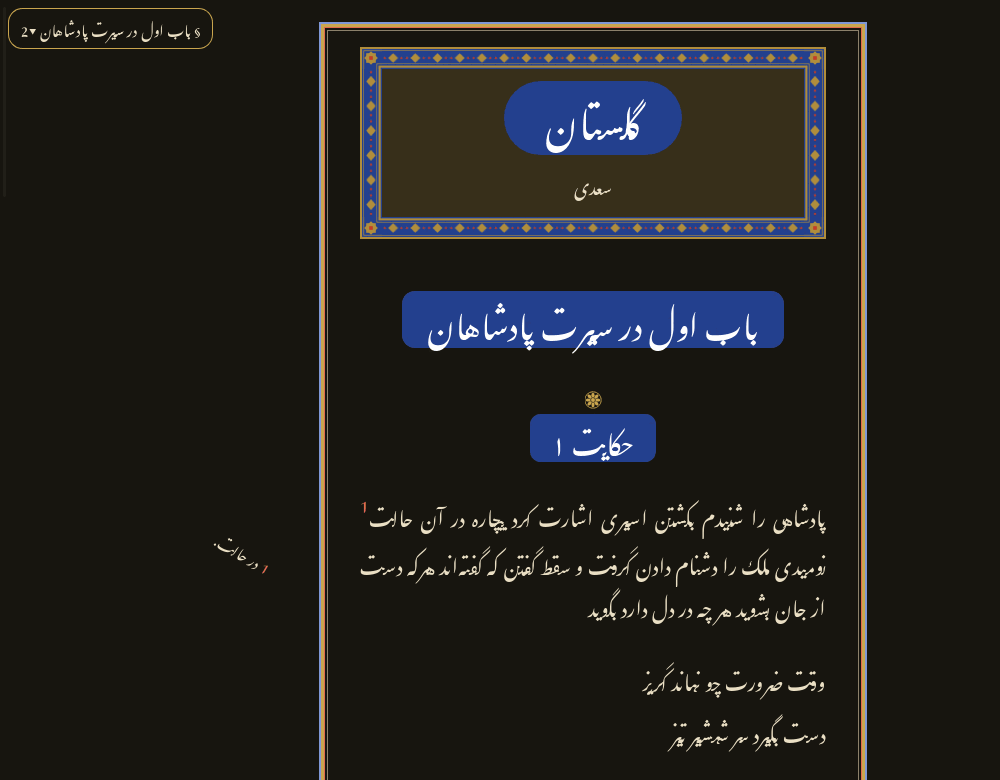 § باب اول در سیرت پادشاهان ▾2
گلستان
سعدی
باب اول در سیرت پادشاهان
حکایت ۱
پادشاهی را شنیدم بکشتن اسیری اشارت کرد بیچاره در آن حالت1
نومیدی ملک را دشنام دادن گرفت و سقط گفتن که گفته‌اند هر که دست
از جان بشوید هر چه در دل دارد بگوید
1 ور حالت.
وقت ضرورت چو نماند گریز
دست بگیرد سر شمشیر تیز